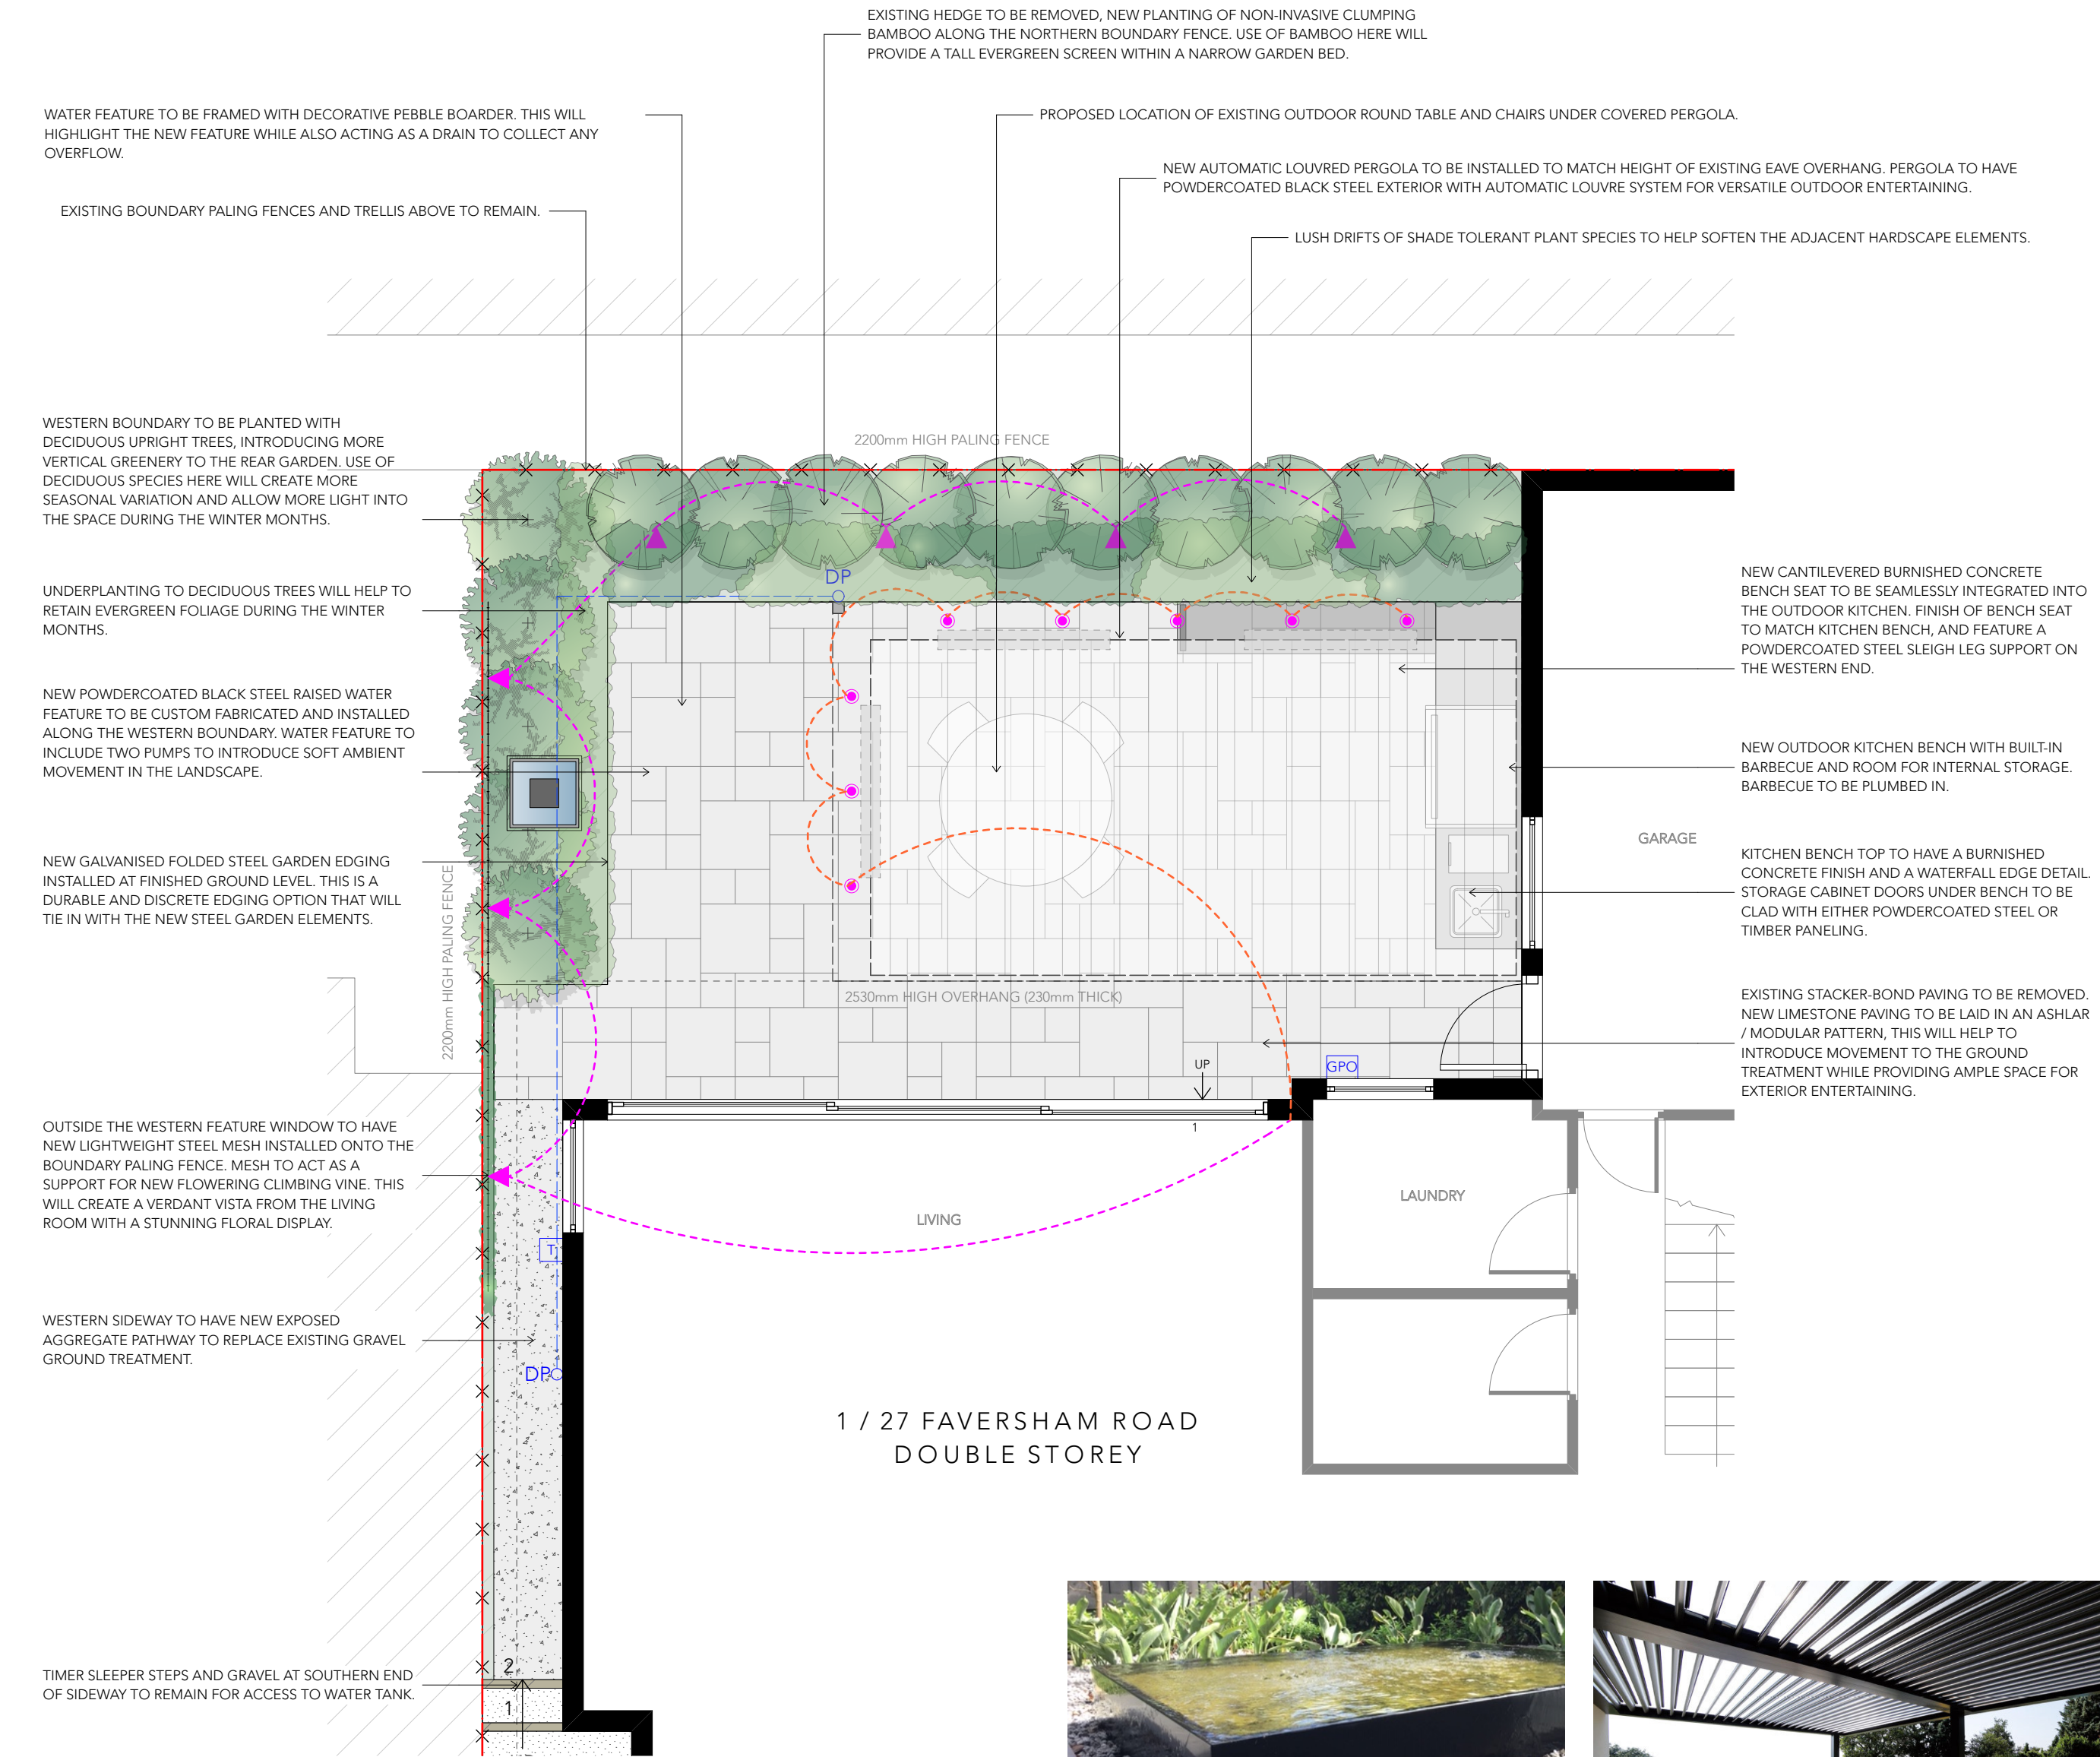 EXISTING HEDGE TO BE REMOVED, NEW PLANTING OF NON-INVASIVE CLUMPING
BAMBOO ALONG THE NORTHERN BOUNDARY FENCE. USE OF BAMBOO HERE WILL
PROVIDE A TALL EVERGREEN SCREEN WITHIN A NARROW GARDEN BED.
WATER FEATURE TO BE FRAMED WITH DECORATIVE PEBBLE BOARDER. THIS WILL
HIGHLIGHT THE NEW FEATURE WHILE ALSO ACTING AS A DRAIN TO COLLECT ANY
OVERFLOW.
PROPOSED LOCATION OF EXISTING OUTDOOR ROUND TABLE AND CHAIRS UNDER COVERED PERGOLA.
NEW AUTOMATIC LOUVRED PERGOLA TO BE INSTALLED TO MATCH HEIGHT OF EXISTING EAVE OVERHANG. PERGOLA TO HAVE
POWDERCOATED BLACK STEEL EXTERIOR WITH AUTOMATIC LOUVRE SYSTEM FOR VERSATILE OUTDOOR ENTERTAINING.
EXISTING BOUNDARY PALING FENCES AND TRELLIS ABOVE TO REMAIN.
LUSH DRIFTS OF SHADE TOLERANT PLANT SPECIES TO HELP SOFTEN THE ADJACENT HARDSCAPE ELEMENTS.
WESTERN BOUNDARY TO BE PLANTED WITH
DECIDUOUS UPRIGHT TREES, INTRODUCING MORE
VERTICAL GREENERY TO THE REAR GARDEN. USE OF
DECIDUOUS SPECIES HERE WILL CREATE MORE
SEASONAL VARIATION AND ALLOW MORE LIGHT INTO
THE SPACE DURING THE WINTER MONTHS.
2200mm HIGH PALING FENCE
UNDERPLANTING TO DECIDUOUS TREES WILL HELP TO
RETAIN EVERGREEN FOLIAGE DURING THE WINTER
MONTHS.
DP
NEW CANTILEVERED BURNISHED CONCRETE
BENCH SEAT TO BE SEAMLESSLY INTEGRATED INTO
THE OUTDOOR KITCHEN. FINISH OF BENCH SEAT
TO MATCH KITCHEN BENCH, AND FEATURE A
POWDERCOATED STEEL SLEIGH LEG SUPPORT ON
THE WESTERN END.
NEW POWDERCOATED BLACK STEEL RAISED WATER
FEATURE TO BE CUSTOM FABRICATED AND INSTALLED
ALONG THE WESTERN BOUNDARY. WATER FEATURE TO
INCLUDE TWO PUMPS TO INTRODUCE SOFT AMBIENT
MOVEMENT IN THE LANDSCAPE.
NEW OUTDOOR KITCHEN BENCH WITH BUILT-IN
BARBECUE AND ROOM FOR INTERNAL STORAGE.
BARBECUE TO BE PLUMBED IN.
GARAGE
NEW GALVANISED FOLDED STEEL GARDEN EDGING
INSTALLED AT FINISHED GROUND LEVEL. THIS IS A
DURABLE AND DISCRETE EDGING OPTION THAT WILL
TIE IN WITH THE NEW STEEL GARDEN ELEMENTS.
2200mm HIGH PALING FENCE
KITCHEN BENCH TOP TO HAVE A BURNISHED
CONCRETE FINISH AND A WATERFALL EDGE DETAIL.
STORAGE CABINET DOORS UNDER BENCH TO BE
CLAD WITH EITHER POWDERCOATED STEEL OR
TIMBER PANELING.
2530mm HIGH OVERHANG (230mm THICK)
EXISTING STACKER-BOND PAVING TO BE REMOVED.
NEW LIMESTONE PAVING TO BE LAID IN AN ASHLAR
/ MODULAR PATTERN, THIS WILL HELP TO
INTRODUCE MOVEMENT TO THE GROUND
TREATMENT WHILE PROVIDING AMPLE SPACE FOR
EXTERIOR ENTERTAINING.
UP
GPO
1
OUTSIDE THE WESTERN FEATURE WINDOW TO HAVE
NEW LIGHTWEIGHT STEEL MESH INSTALLED ONTO THE
BOUNDARY PALING FENCE. MESH TO ACT AS A
SUPPORT FOR NEW FLOWERING CLIMBING VINE. THIS
WILL CREATE A VERDANT VISTA FROM THE LIVING
ROOM WITH A STUNNING FLORAL DISPLAY.
LIVING
LAUNDRY
T
WESTERN SIDEWAY TO HAVE NEW EXPOSED
AGGREGATE PATHWAY TO REPLACE EXISTING GRAVEL
GROUND TREATMENT.
DP
1 / 27 FAVERSHAM ROAD
DOUBLE STOREY
TIMER SLEEPER STEPS AND GRAVEL AT SOUTHERN END
OF SIDEWAY TO REMAIN FOR ACCESS TO WATER TANK.
2
1